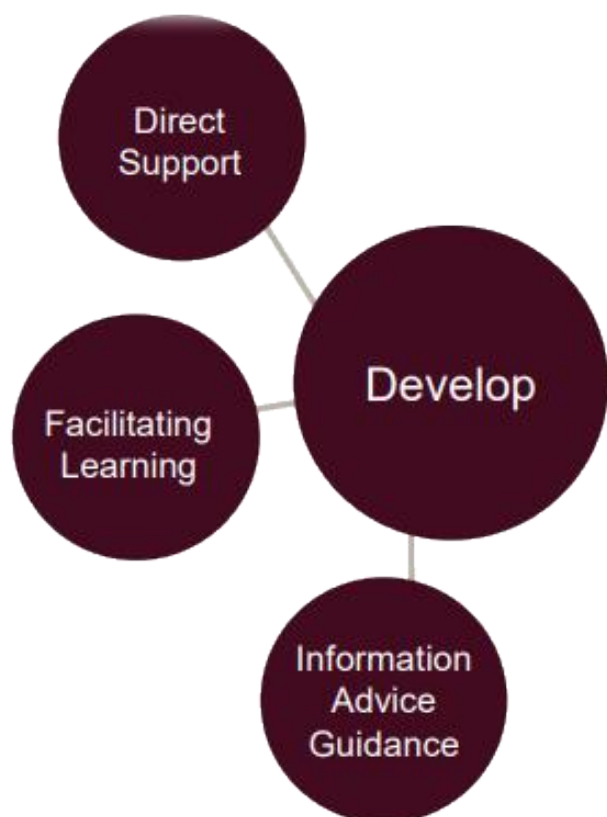 Direct
Support
Develop
Facilitating
Learning
Information
Advice
Guidance